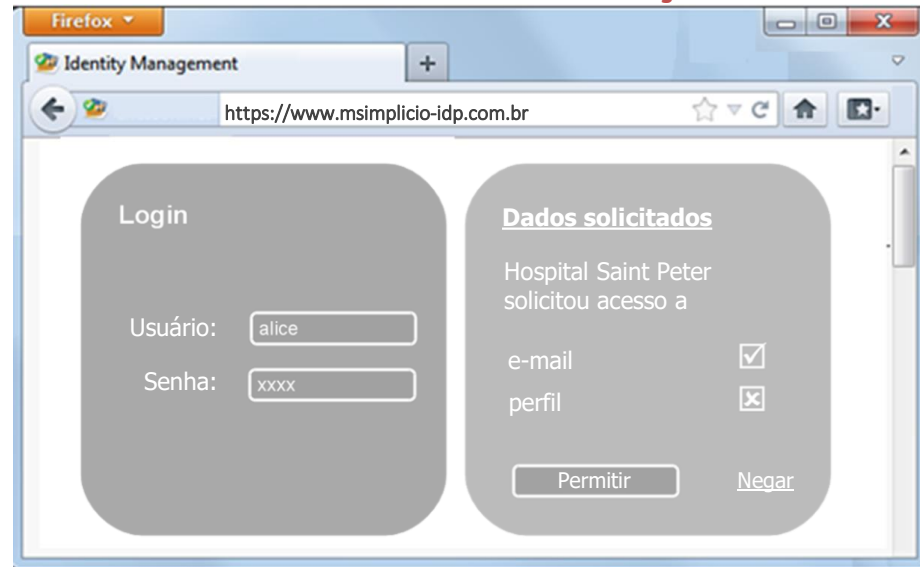 Firefox
Identity Management
https://www.msimplicio-idp.com.br
Login
Usuário: alice
Senha: xxxx
Dados solicitados
Hospital Saint Peter
solicitou acesso a
e-mail
perfil
Permitir Negar